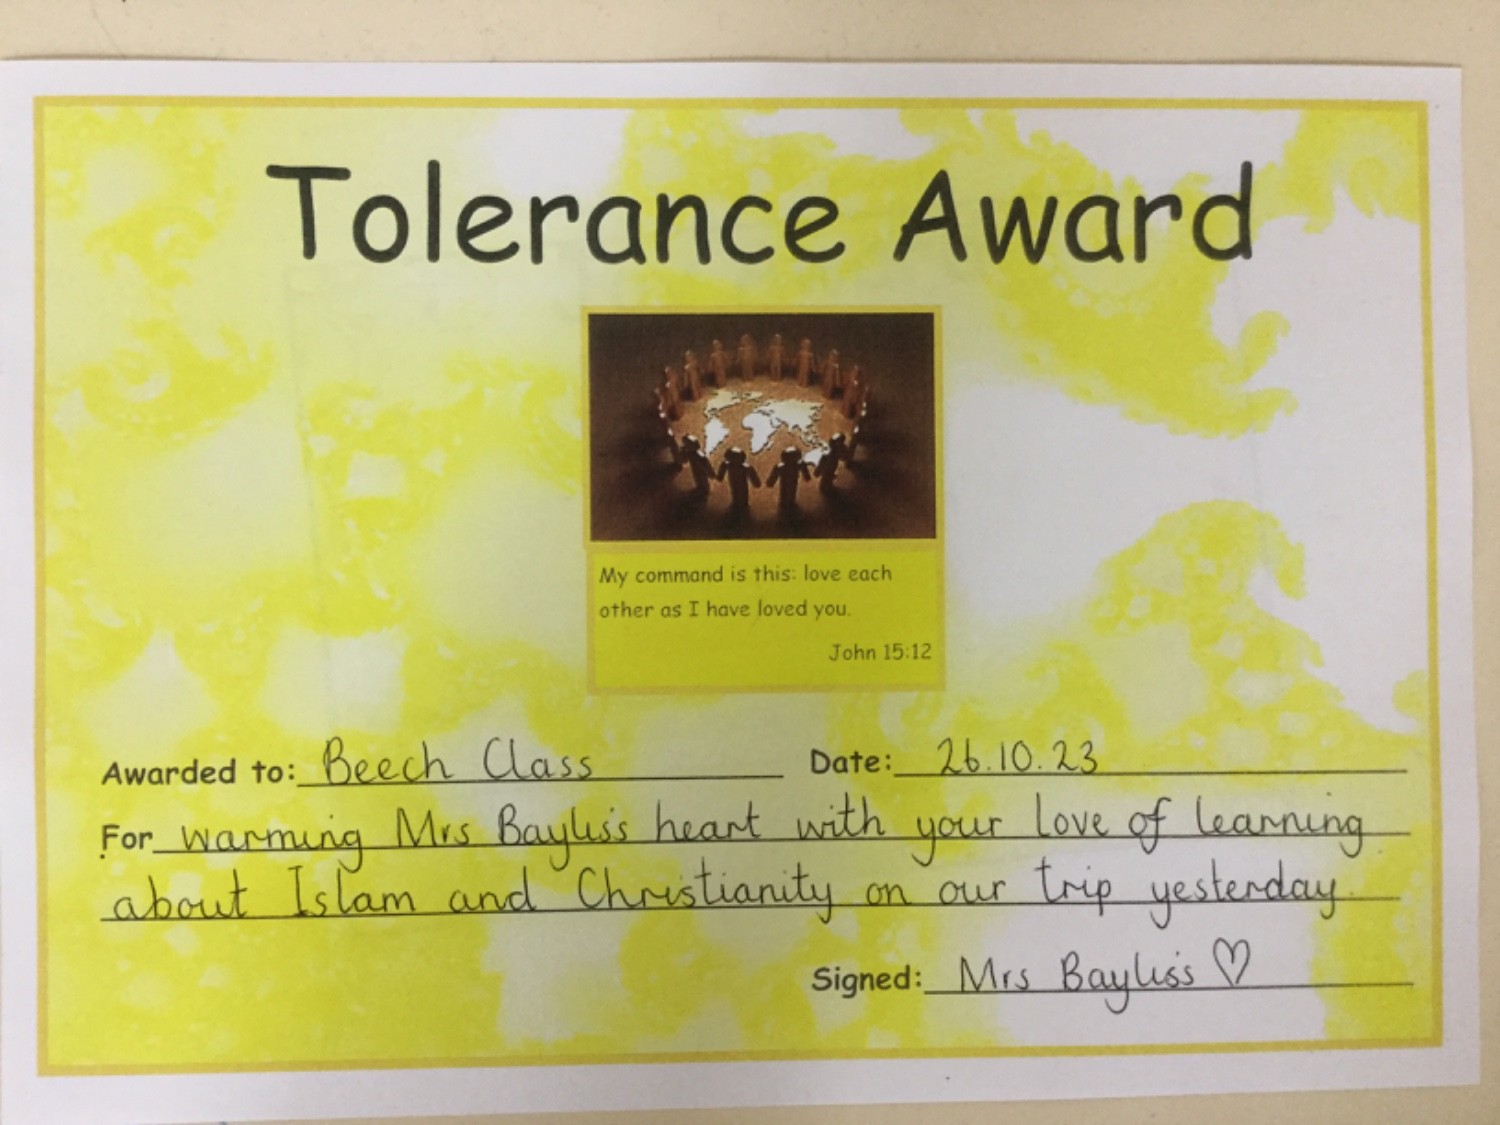 Tolerance Award
My command is this: love each
other as I have loved you.
John 15:12
Awarded to: Beech Class Date: 26.10.23
For warming Mrs Bayliss heart with your love of learning
about Islam and Christianity on our trip yesterday.
Signed: Mrs Bayliss ♡